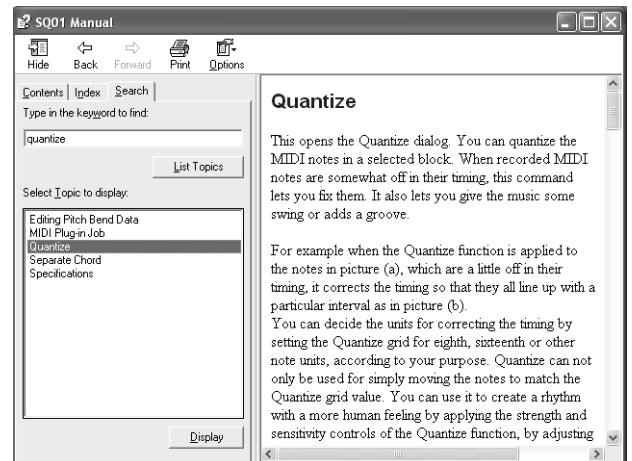 SQ01 Manual
Hide Back Forward Print Options
Contents Index Search
Type in the keyword to find:
quantize
List Topics
Select Topic to display:
Editing Pitch Bend Data
MIDI Plug-in Job
Quantize
Separate Chord
Specifications
Display
Quantize
This opens the Quantize dialog. You can quantize the
MIDI notes in a selected block. When recorded MIDI
notes are somewhat off in their timing, this command
lets you fix them. It also lets you give the music some
swing or adds a groove.
For example when the Quantize function is applied to
the notes in picture (a), which are a little off in their
timing, it corrects the timing so that they all line up with a
particular interval as in picture (b).
You can decide the units for correcting the timing by
setting the Quantize grid for eighth, sixteenth or other
note units, according to your purpose. Quantize can not
only be used for simply moving the notes to match the
Quantize grid value. You can use it to create a rhythm
with a more human feeling by applying the strength and
sensitivity controls of the Quantize function, by adjusting